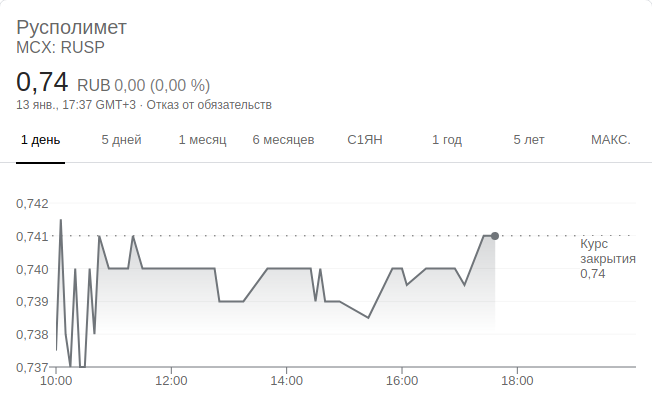 Русполимет
MCX: RUSP
0,74 RUB 0,00 (0,00 %)
13 янв., 17:37 GMT+3 · Отказ от обязательств
1 день 5 дней 1 месяц 6 месяцев С1ЯН 1 год 5 лет МАКС.
0,742
0,741
Курс
закрытия
0,74
0,740
0,739
0,738
0,737
10:00 12:00 14:00 16:00 18:00